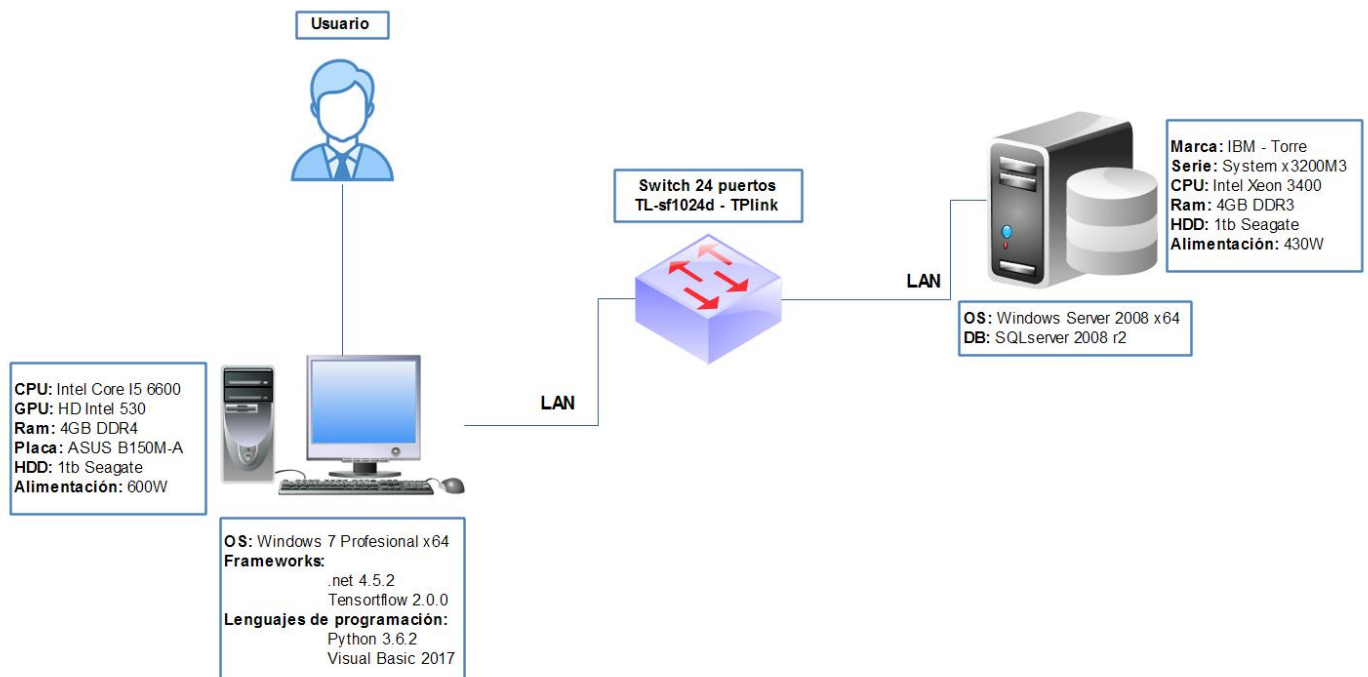 Usuario
Switch 24 puertos
TL-sf1024d - TPlink
Marca: IBM - Torre
Serie: System x3200M3
CPU: Intel Xeon 3400
Ram: 4GB DDR3
HDD: 1tb Seagate
Alimentación: 430W
LAN
OS: Windows Server 2008 x64
DB: SQLserver 2008 r2
CPU: Intel Core I5 6600
GPU: HD Intel 530
Ram: 4GB DDR4
Placa: ASUS B150M-A
HDD: 1tb Seagate
Alimentación: 600W
LAN
OS: Windows 7 Profesional x64
Frameworks:
.net 4.5.2
Tensortflow 2.0.0
Lenguajes de programación:
Python 3.6.2
Visual Basic 2017